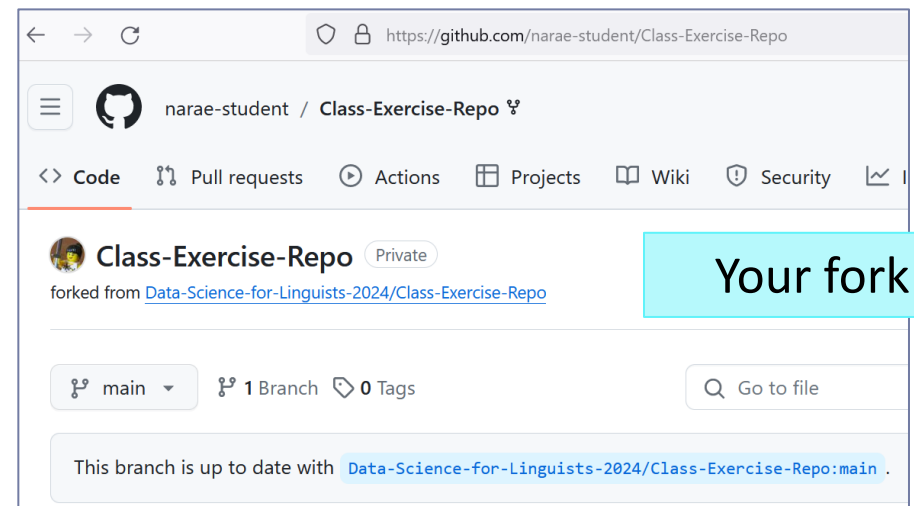 https://github.com/narae-student/Class-Exercise-Repo
narae-student / Class-Exercise-Repo
Code Pull requests Actions Projects Wiki Security
Class-Exercise-Repo Private
Your fork
forked from Data-Science-for-Linguists-2024/Class-Exercise-Repo
main 1 Branch 0 Tags Go to file
This branch is up to date with Data-Science-for-Linguists-2024/Class-Exercise-Repo:main .